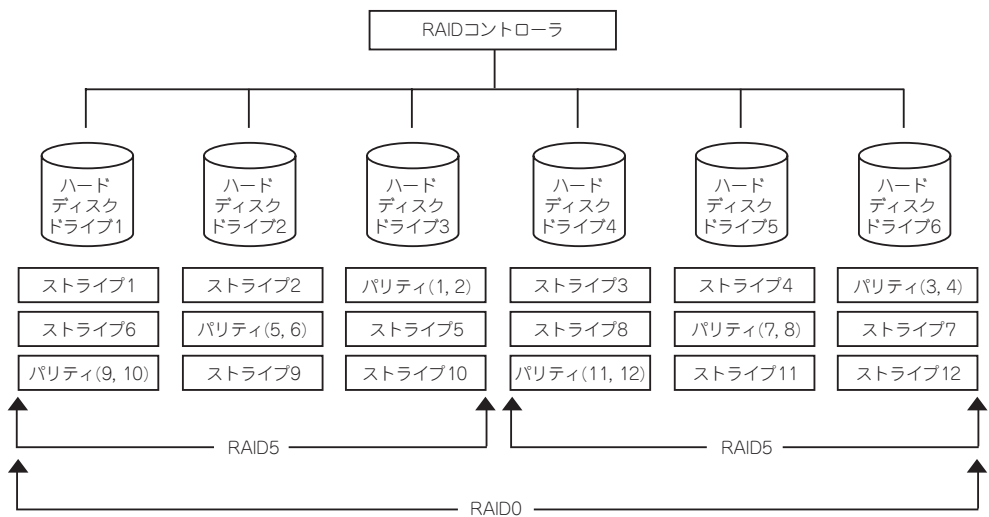 RAIDコントローラ
ハード
ディスク
ドライブ1
ハード
ディスク
ドライブ2
ハード
ディスク
ドライブ3
ハード
ディスク
ドライブ4
ハード
ディスク
ドライブ5
ハード
ディスク
ドライブ6
ストライプ1
ストライプ2
パリティ(1, 2)
ストライプ3
ストライプ4
パリティ(3, 4)
ストライプ6
パリティ(5, 6)
ストライプ5
ストライプ8
パリティ(7, 8)
ストライプ7
パリティ(9, 10)
ストライプ9
ストライプ10
パリティ(11, 12)
ストライプ11
ストライプ12
RAID5
RAID5
RAID0